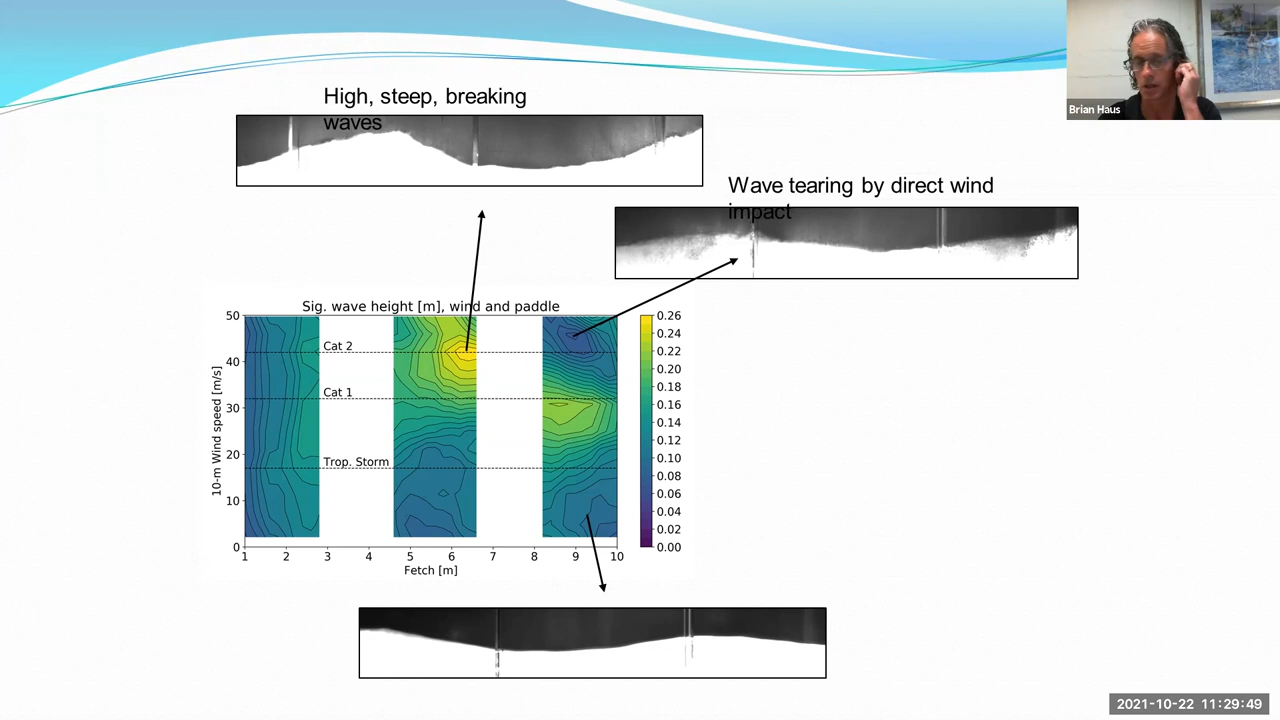 Brian Haus
High, steep, breaking
waves
Wave tearing by direct wind
impact
Sig. wave height [m], wind and paddle
50
40
30
20
10
0
10-m Wind speed [m/s]
Cat 2
Cat 1
Trop. Storm
1 2 3 4 5 6 7 8 9 10
Fetch [m]
0.26
0.24
0.22
0.20
0.18
0.16
0.14
0.12
0.10
0.08
0.06
0.04
0.02
0.00
2021-10-22 11:29:49